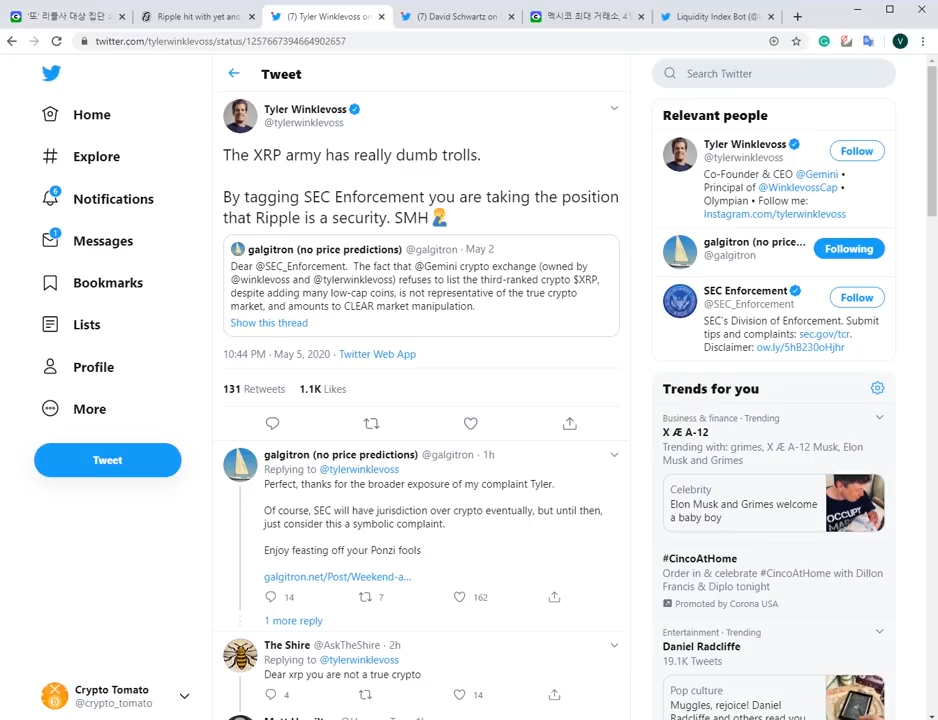 '또' 리플사 대상 집단 소
Ripple hit with yet anoth
(7) Tyler Winklevoss on
(7) David Schwartz on
멕시코 최대 거래소, 4
Liquidity Index Bot (@
twitter.com/tylerwinklevoss/status/1257667394664902657
V
Home
Explore
6
Notifications
1
Messages
Bookmarks
Lists
Profile
More
Tweet
Crypto Tomato
@crypto_tomato
Tweet
Tyler Winklevoss
@tylerwinklevoss
The XRP army has really dumb trolls.
By tagging SEC Enforcement you are taking the position
that Ripple is a security. SMH🤦
galgitron (no price predictions) @galgitron · May 2
Dear @SEC_Enforcement. The fact that @Gemini crypto exchange (owned by
@winklevoss and @tylerwinklevoss) refuses to list the third-ranked crypto $XRP,
despite adding many low-cap coins, is not representative of the true crypto
market, and amounts to CLEAR market manipulation.
Show this thread
10:44 PM · May 5, 2020 · Twitter Web App
131 Retweets 1.1K Likes
galgitron (no price predictions) @galgitron · 1h
Replying to @tylerwinklevoss
Perfect, thanks for the broader exposure of my complaint Tyler.
Of course, SEC will have jurisdiction over crypto eventually, but until then,
just consider this a symbolic complaint.
Enjoy feasting off your Ponzi fools
galgitron.net/Post/Weekend-a...
14 7 162
1 more reply
The Shire @AskTheShire · 2h
Replying to @tylerwinklevoss
Dear xrp you are not a true crypto
4 14
Search Twitter
Relevant people
Tyler Winklevoss
@tylerwinklevoss
Follow
Co-Founder & CEO @Gemini •
Principal of @WinklevossCap •
Olympian • Follow me:
Instagram.com/tylerwinklevoss
galgitron (no price...
@galgitron
Following
SEC Enforcement
@SEC_Enforcement
Follow
SEC's Division of Enforcement. Submit
tips and complaints: sec.gov/tcr.
Disclaimer: ow.ly/5hB230oHjhr
Trends for you
Business & finance · Trending
X Æ A-12
Trending with: grimes, X Æ A-12 Musk, Elon
Musk and Grimes
Celebrity
Elon Musk and Grimes welcome
a baby boy
OCCUPY
#CincoAtHome
Order in & celebrate #CincoAtHome with Dillon
Francis & Diplo tonight
Promoted by Corona USA
Entertainment · Trending
Daniel Radcliffe
19.1K Tweets
Pop culture
Muggles, rejoice! Daniel
Radcliffe and others read you